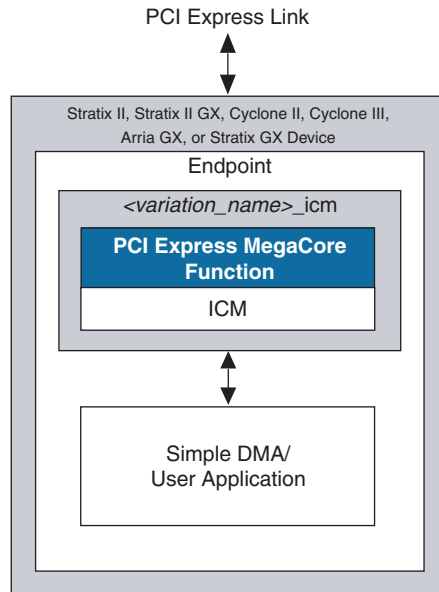 PCI Express Link
Stratix II, Stratix II GX, Cyclone II, Cyclone III,
Arria GX, or Stratix GX Device
Endpoint
<variation_name>_icm
PCI Express MegaCore
Function
ICM
Simple DMA/
User Application